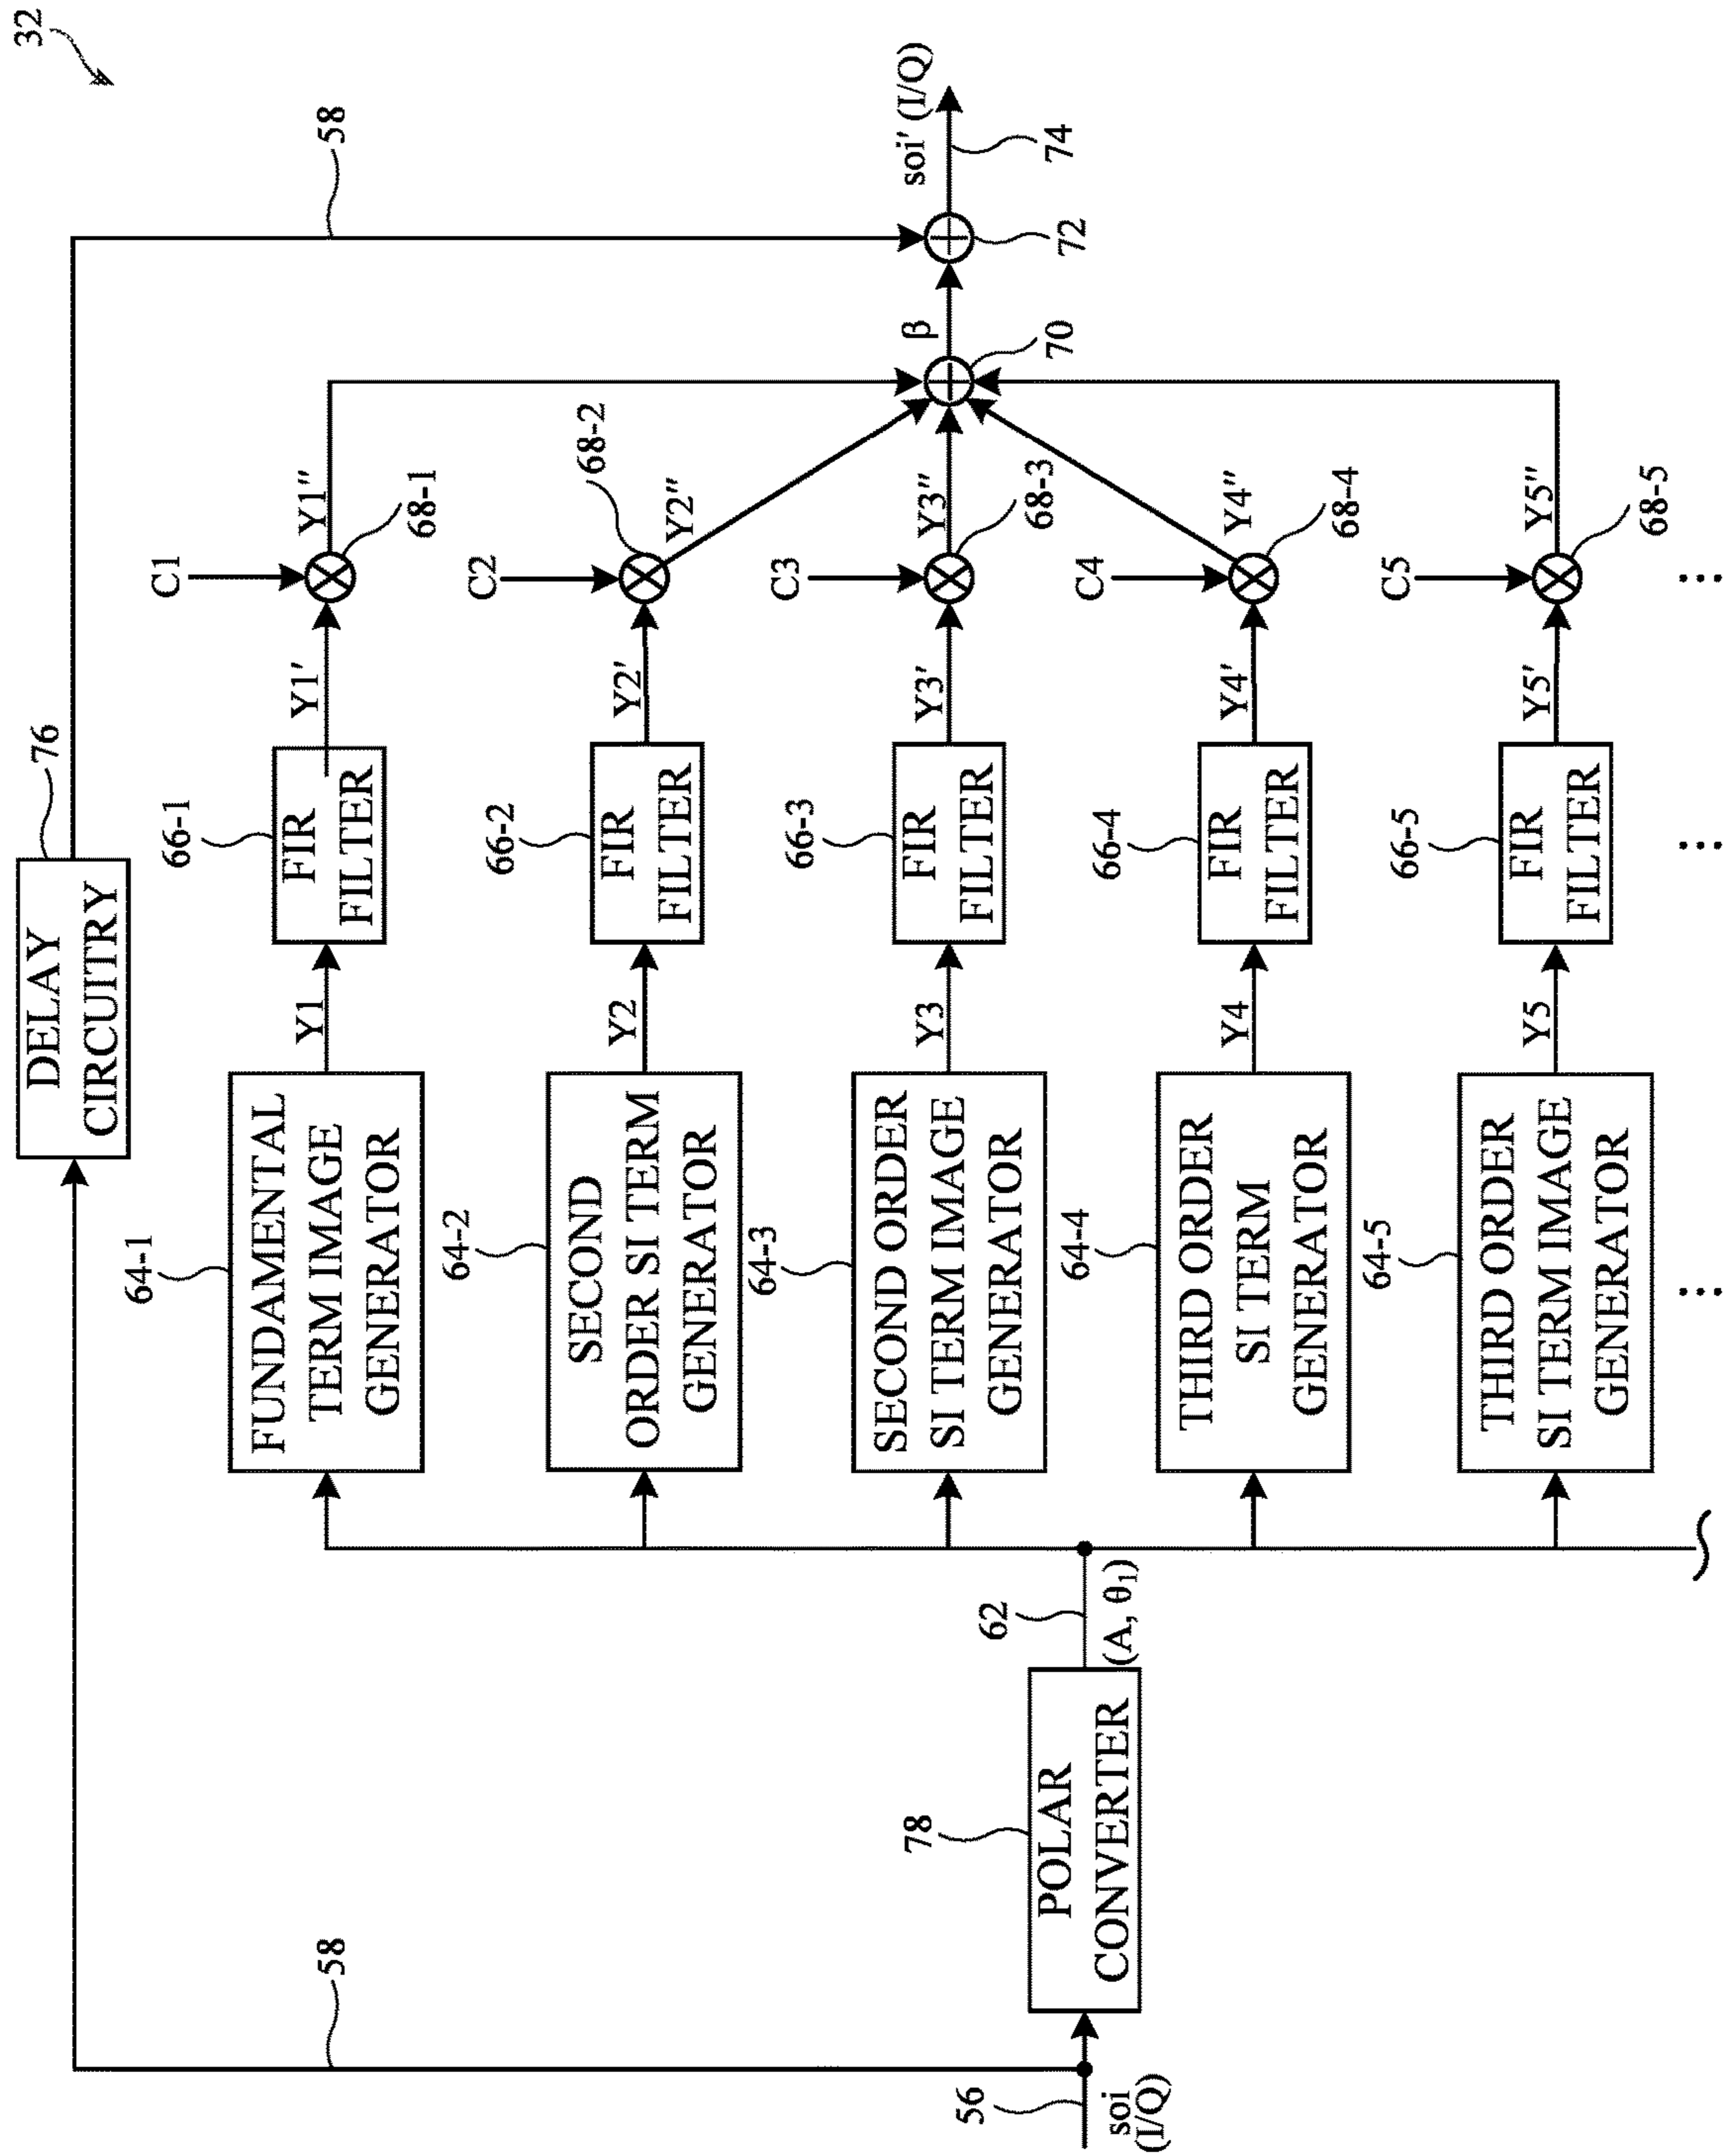 32
76
DELAY
CIRCUITRY
58
58
64-1
FUNDAMENTAL
TERM IMAGE
GENERATOR
Y1
66-1
FIR
FILTER
Y1'
C1
Y1"
68-1
64-2
SECOND
ORDER SI TERM
GENERATOR
Y2
66-2
FIR
FILTER
Y2'
C2
68-2
Y2"
64-3
SECOND ORDER
SI TERM IMAGE
GENERATOR
Y3
66-3
FIR
FILTER
Y3'
C3
Y3"
68-3
β
70
72
soi' (I/Q)
74
56
soi
(I/Q)
78
POLAR
CONVERTER
62
(A, θ₁)
64-4
THIRD ORDER
SI TERM
GENERATOR
Y4
66-4
FIR
FILTER
Y4'
C4
Y4"
68-4
64-5
THIRD ORDER
SI TERM IMAGE
GENERATOR
Y5
66-5
FIR
FILTER
Y5'
C5
Y5"
68-5
...
...
...